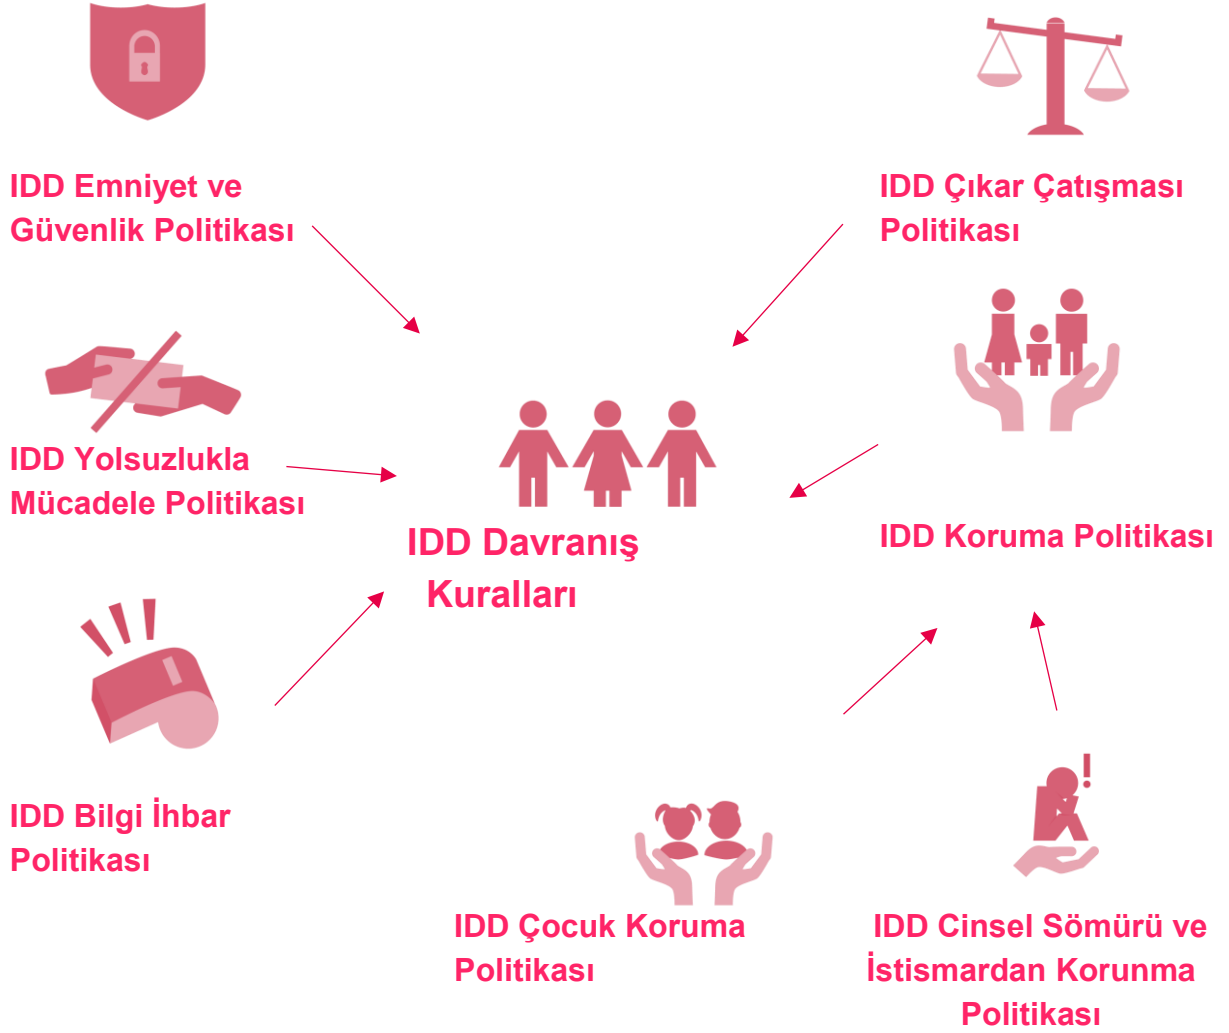 IDD Emniyet ve
Güvenlik Politikası
IDD Çıkar Çatışması
Politikası
IDD Yolsuzlukla
Mücadele Politikası
IDD Davranış
Kuralları
IDD Koruma Politikası
IDD Bilgi İhbar
Politikası
IDD Çocuk Koruma
Politikası
IDD Cinsel Sömürü ve
İstismardan Korunma
Politikası